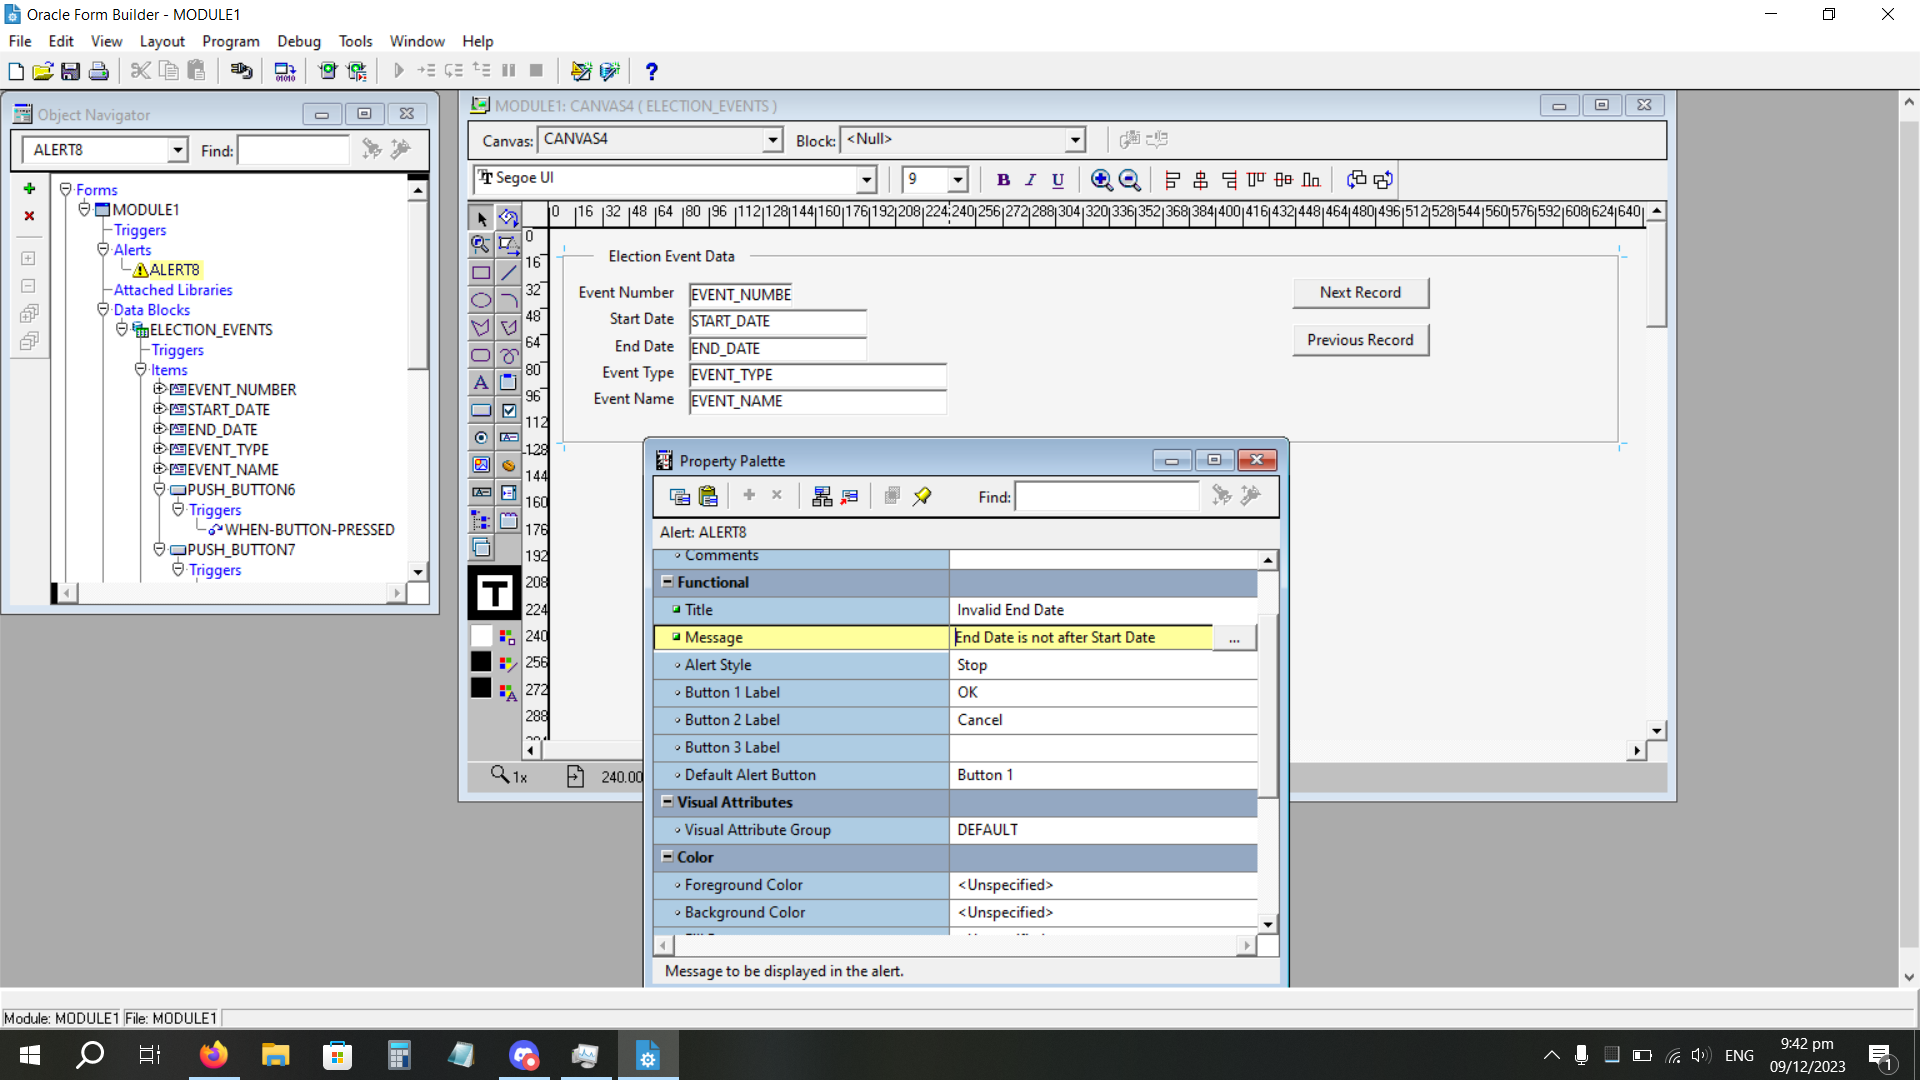 Oracle Form Builder - MODULE1
File Edit View Layout Program Debug Tools Window Help
Object Navigator
ALERT8 Find:
Forms
MODULE1
Triggers
Alerts
ALERT8
Attached Libraries
Data Blocks
ELECTION_EVENTS
Triggers
Items
EVENT_NUMBER
START_DATE
END_DATE
EVENT_TYPE
EVENT_NAME
PUSH_BUTTON6
Triggers
WHEN-BUTTON-PRESSED
PUSH_BUTTON7
Triggers
MODULE1: CANVAS4 ( ELECTION_EVENTS )
Canvas: CANVAS4 Block: <Null>
Segoe UI 9 B I U
0 16 32 48 64 80 96 112 128 144 160 176 192 208 224 240 256 272 288 304 320 336 352 368 384 400 416 432 448 464 480 496 512 528 544 560 576 592 608 624 640
0
16
32
48
64
80
96
112
128
144
160
176
192
208
224
240
256
272
288
Election Event Data
Event Number EVENT_NUMBE
Start Date START_DATE
End Date END_DATE
Event Type EVENT_TYPE
Event Name EVENT_NAME
Next Record
Previous Record
1x 240.00
Property Palette
Find:
Alert: ALERT8
Comments
Functional
Title Invalid End Date
Message End Date is not after Start Date ...
Alert Style Stop
Button 1 Label OK
Button 2 Label Cancel
Button 3 Label
Default Alert Button Button 1
Visual Attributes
Visual Attribute Group DEFAULT
Color
Foreground Color <Unspecified>
Background Color <Unspecified>
Message to be displayed in the alert.
Module: MODULE1 File: MODULE1
ENG
9:42 pm
09/12/2023
1